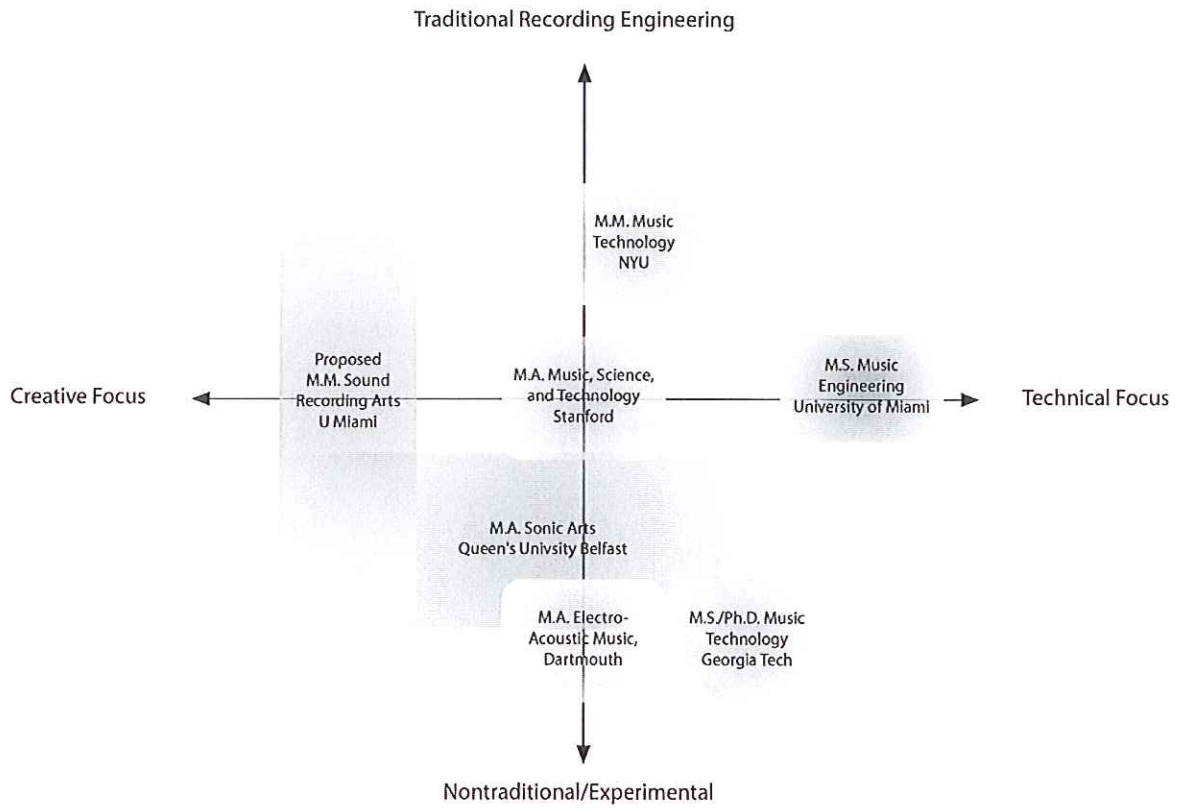 Traditional Recording Engineering
M.M. Music
Technology
NYU
Proposed
M.M. Sound
Recording Arts
U Miami
M.A. Music, Science,
and Technology
Stanford
M.S. Music
Engineering
University of Miami
Creative Focus
Technical Focus
M.A. Sonic Arts
Queen's Univsity Belfast
M.A. Electro-
Acoustic Music,
Dartmouth
M.S./Ph.D. Music
Technology
Georgia Tech
Nontraditional/Experimental